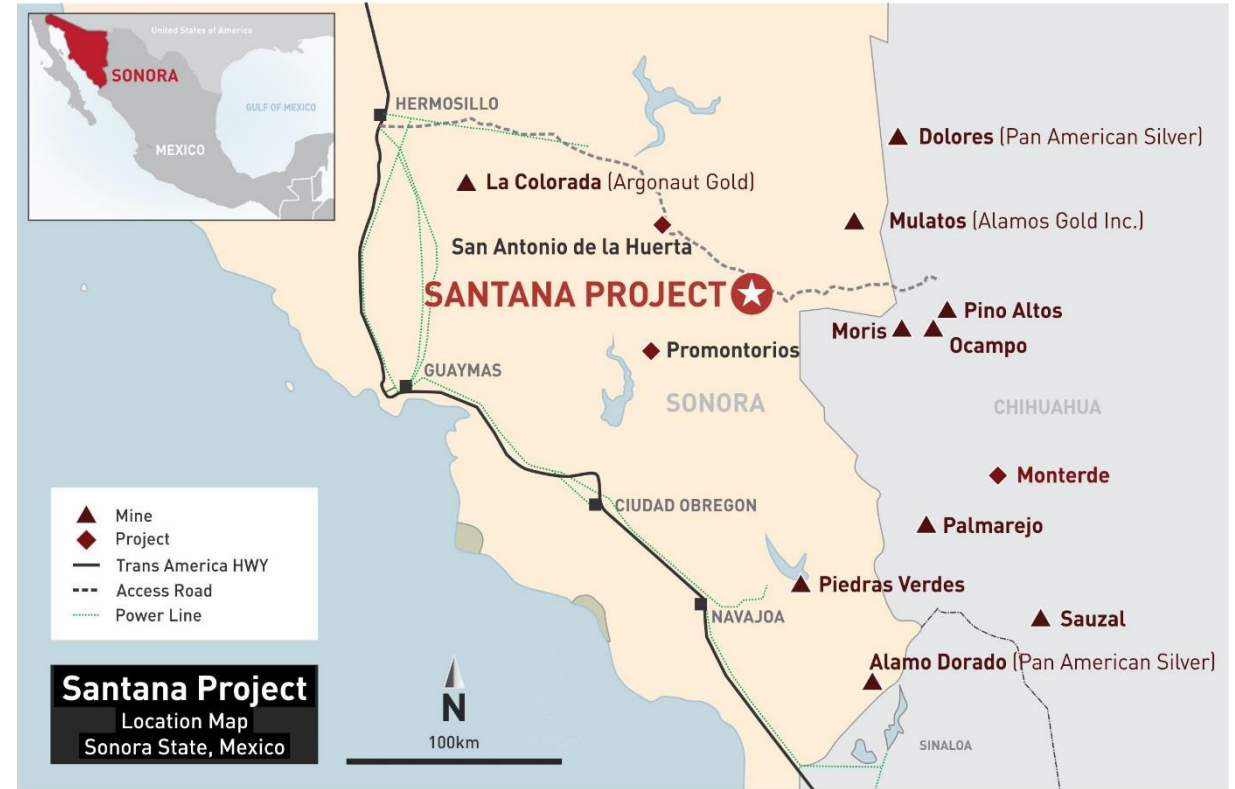 United States of America
SONORA
GULF OF MEXICO
MEXICO
HERMOSILLO
Dolores (Pan American Silver)
La Colorada (Argonaut Gold)
Mulatos (Alamos Gold Inc.)
San Antonio de la Huerta
SANTANA PROJECT
Pino Altos
Moris
Ocampo
Promontorios
GUAYMAS
SONORA
CHIHUAHUA
Monterde
CIUDAD OBREGON
Palmarejo
Mine
Project
Trans America HWY
Access Road
Power Line
Piedras Verdes
NAVAJOA
Sauzal
Alamo Dorado (Pan American Silver)
Santana Project
Location Map
Sonora State, Mexico
N
100km
SINALOA